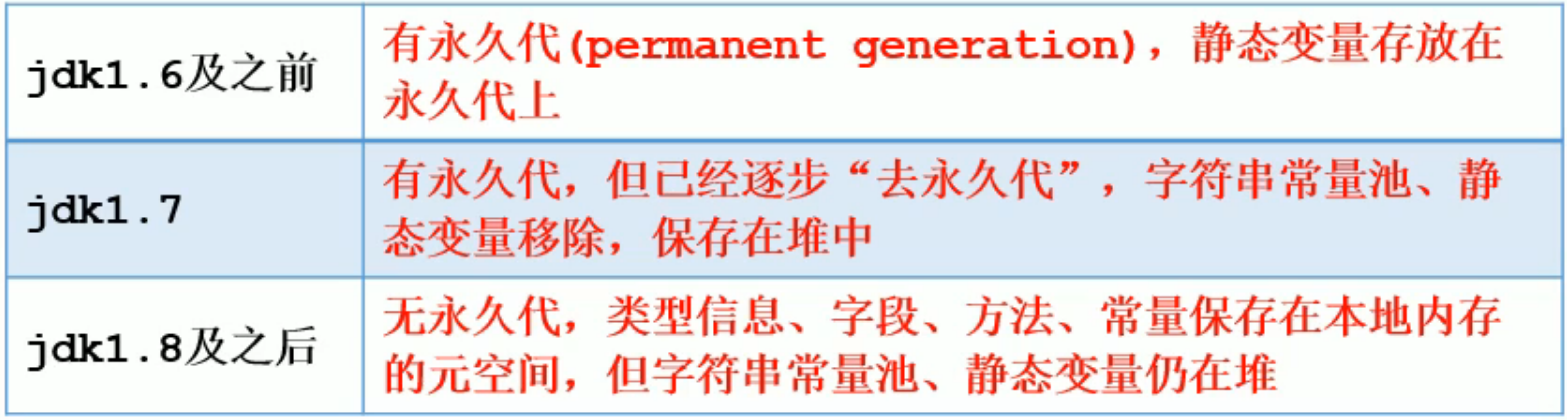 jdk1.6及之前
有永久代(permanent generation)，静态变量存放在
永久代上
jdk1.7
有永久代，但已经逐步“去永久代”，字符串常量池、静
态变量移除，保存在堆中
jdk1.8及之后
无永久代，类型信息、字段、方法、常量保存在本地内存
的元空间，但字符串常量池、静态变量仍在堆